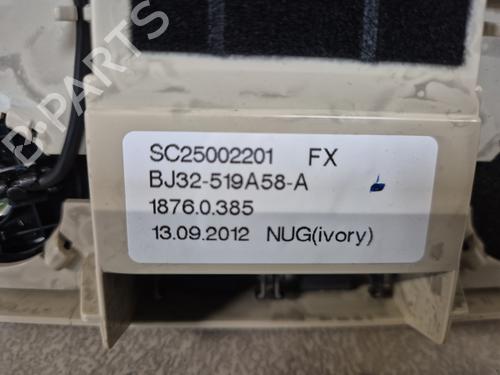 SC25002201 FX
BJ32-519A58-A
1876.0.385
13.09.2012 NUG(ivory)
B-PARTS